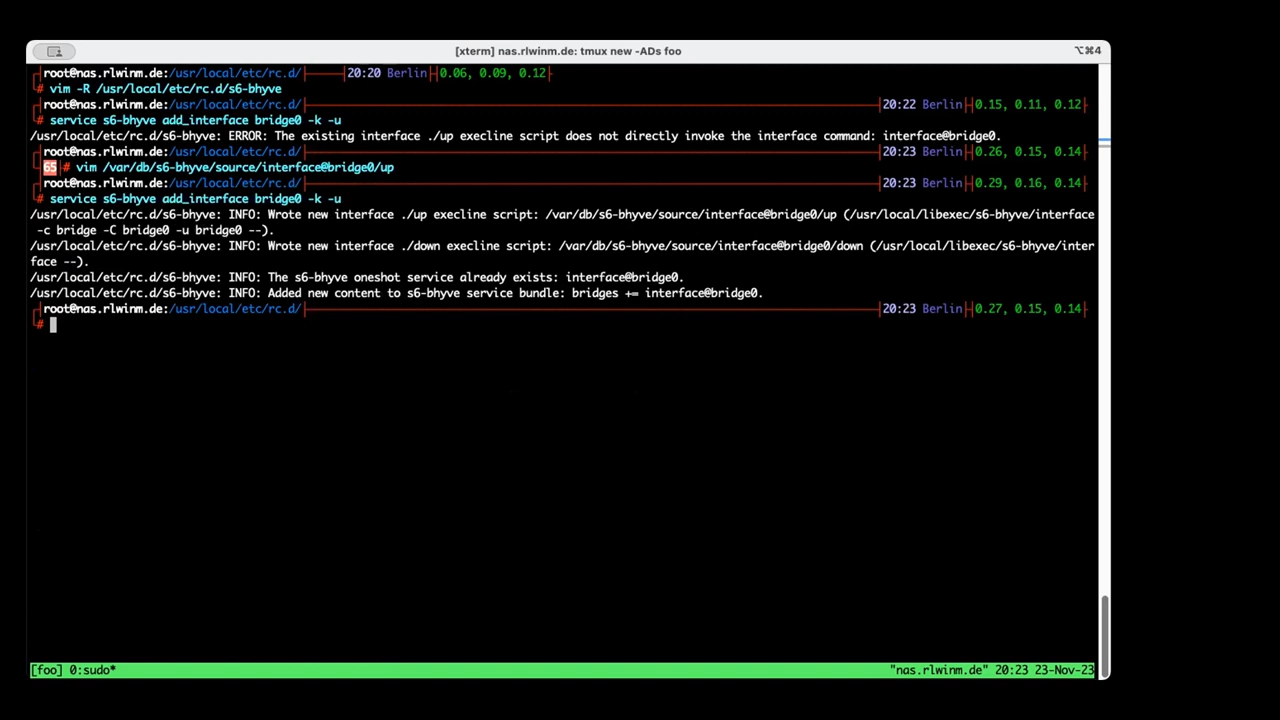 [xterm] nas.rlwinm.de: tmux new -ADs foo
⌥⌘4
root@nas.rlwinm.de:/usr/local/etc/rc.d/ 20:20 Berlin 0.06, 0.09, 0.12
# vim -R /usr/local/etc/rc.d/s6-bhyve
root@nas.rlwinm.de:/usr/local/etc/rc.d/ 20:22 Berlin 0.15, 0.11, 0.12
# service s6-bhyve add_interface bridge0 -k -u
/usr/local/etc/rc.d/s6-bhyve: ERROR: The existing interface ./up execline script does not directly invoke the interface command: interface@bridge0.
root@nas.rlwinm.de:/usr/local/etc/rc.d/ 20:23 Berlin 0.26, 0.15, 0.14
65 # vim /var/db/s6-bhyve/source/interface@bridge0/up
root@nas.rlwinm.de:/usr/local/etc/rc.d/ 20:23 Berlin 0.29, 0.16, 0.14
# service s6-bhyve add_interface bridge0 -k -u
/usr/local/etc/rc.d/s6-bhyve: INFO: Wrote new interface ./up execline script: /var/db/s6-bhyve/source/interface@bridge0/up (/usr/local/libexec/s6-bhyve/interface
-c bridge -C bridge0 -u bridge0 --).
/usr/local/etc/rc.d/s6-bhyve: INFO: Wrote new interface ./down execline script: /var/db/s6-bhyve/source/interface@bridge0/down (/usr/local/libexec/s6-bhyve/inter
face --).
/usr/local/etc/rc.d/s6-bhyve: INFO: The s6-bhyve oneshot service already exists: interface@bridge0.
/usr/local/etc/rc.d/s6-bhyve: INFO: Added new content to s6-bhyve service bundle: bridges += interface@bridge0.
root@nas.rlwinm.de:/usr/local/etc/rc.d/ 20:23 Berlin 0.27, 0.15, 0.14
#
[foo] 0:sudo* "nas.rlwinm.de" 20:23 23-Nov-23